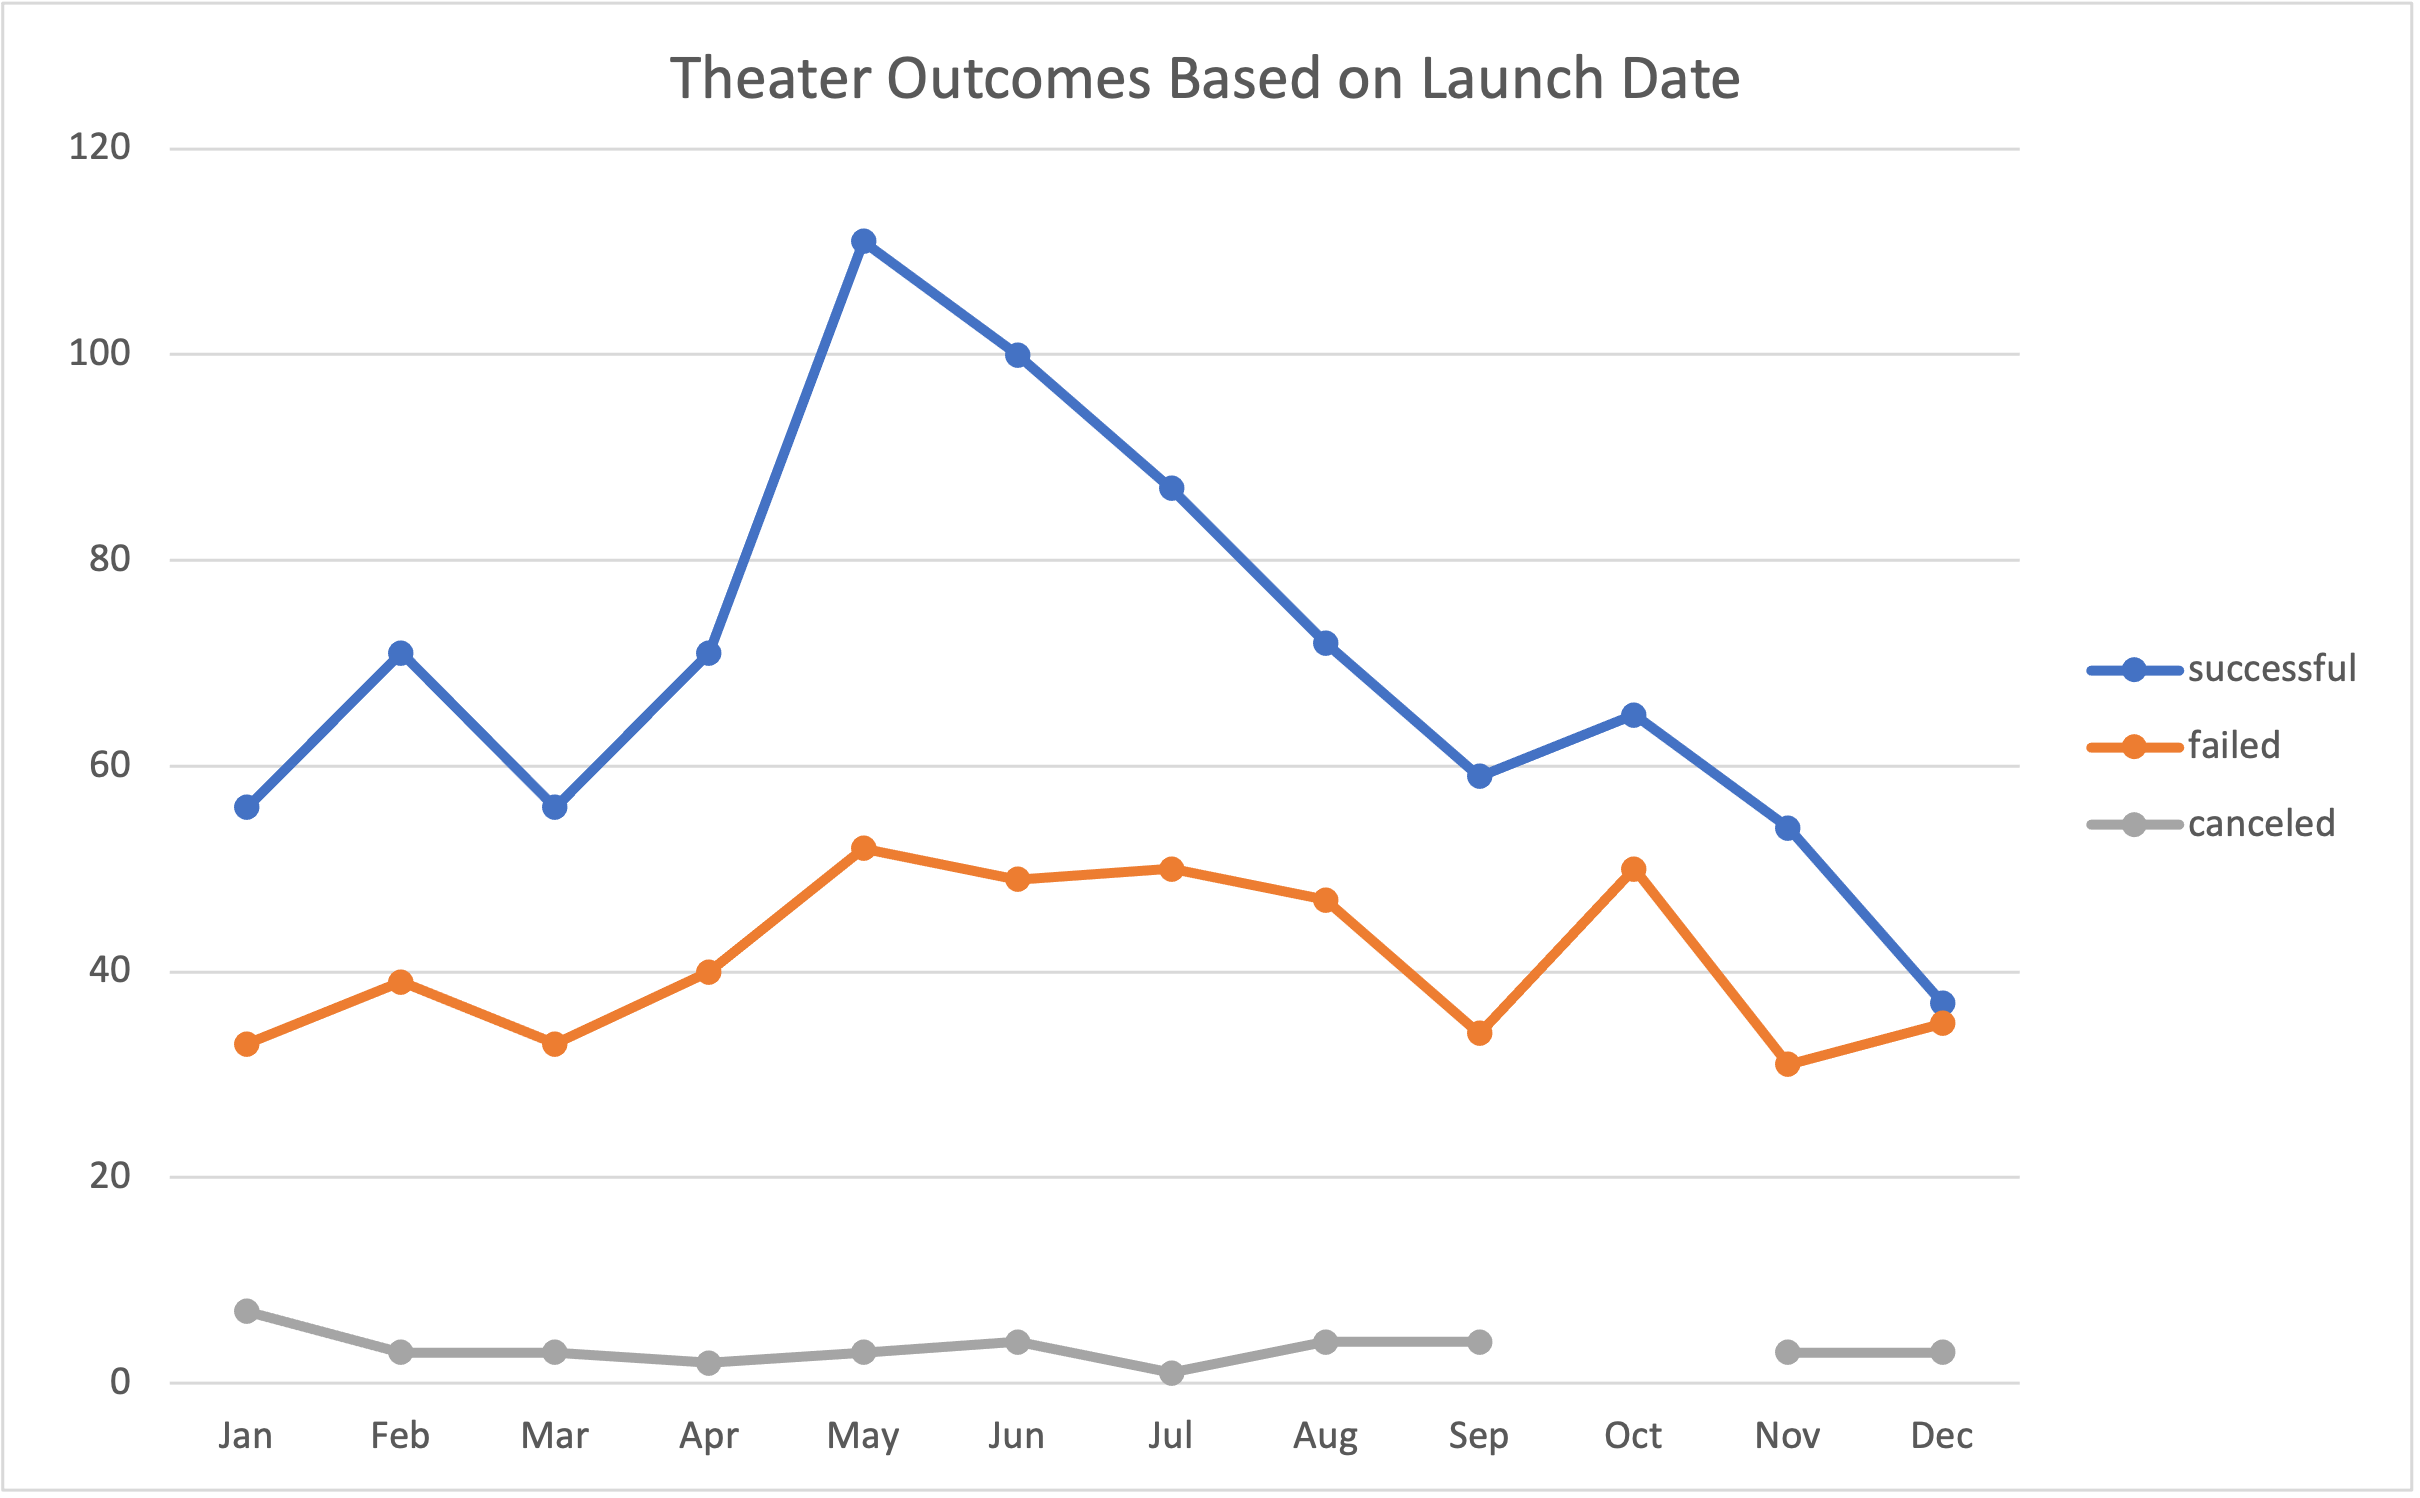 Theater Outcomes Based on Launch Date
120
100
80
60
40
20
0
Jan Feb Mar Apr May Jun Jul Aug Sep Oct Nov Dec
successful
failed
canceled